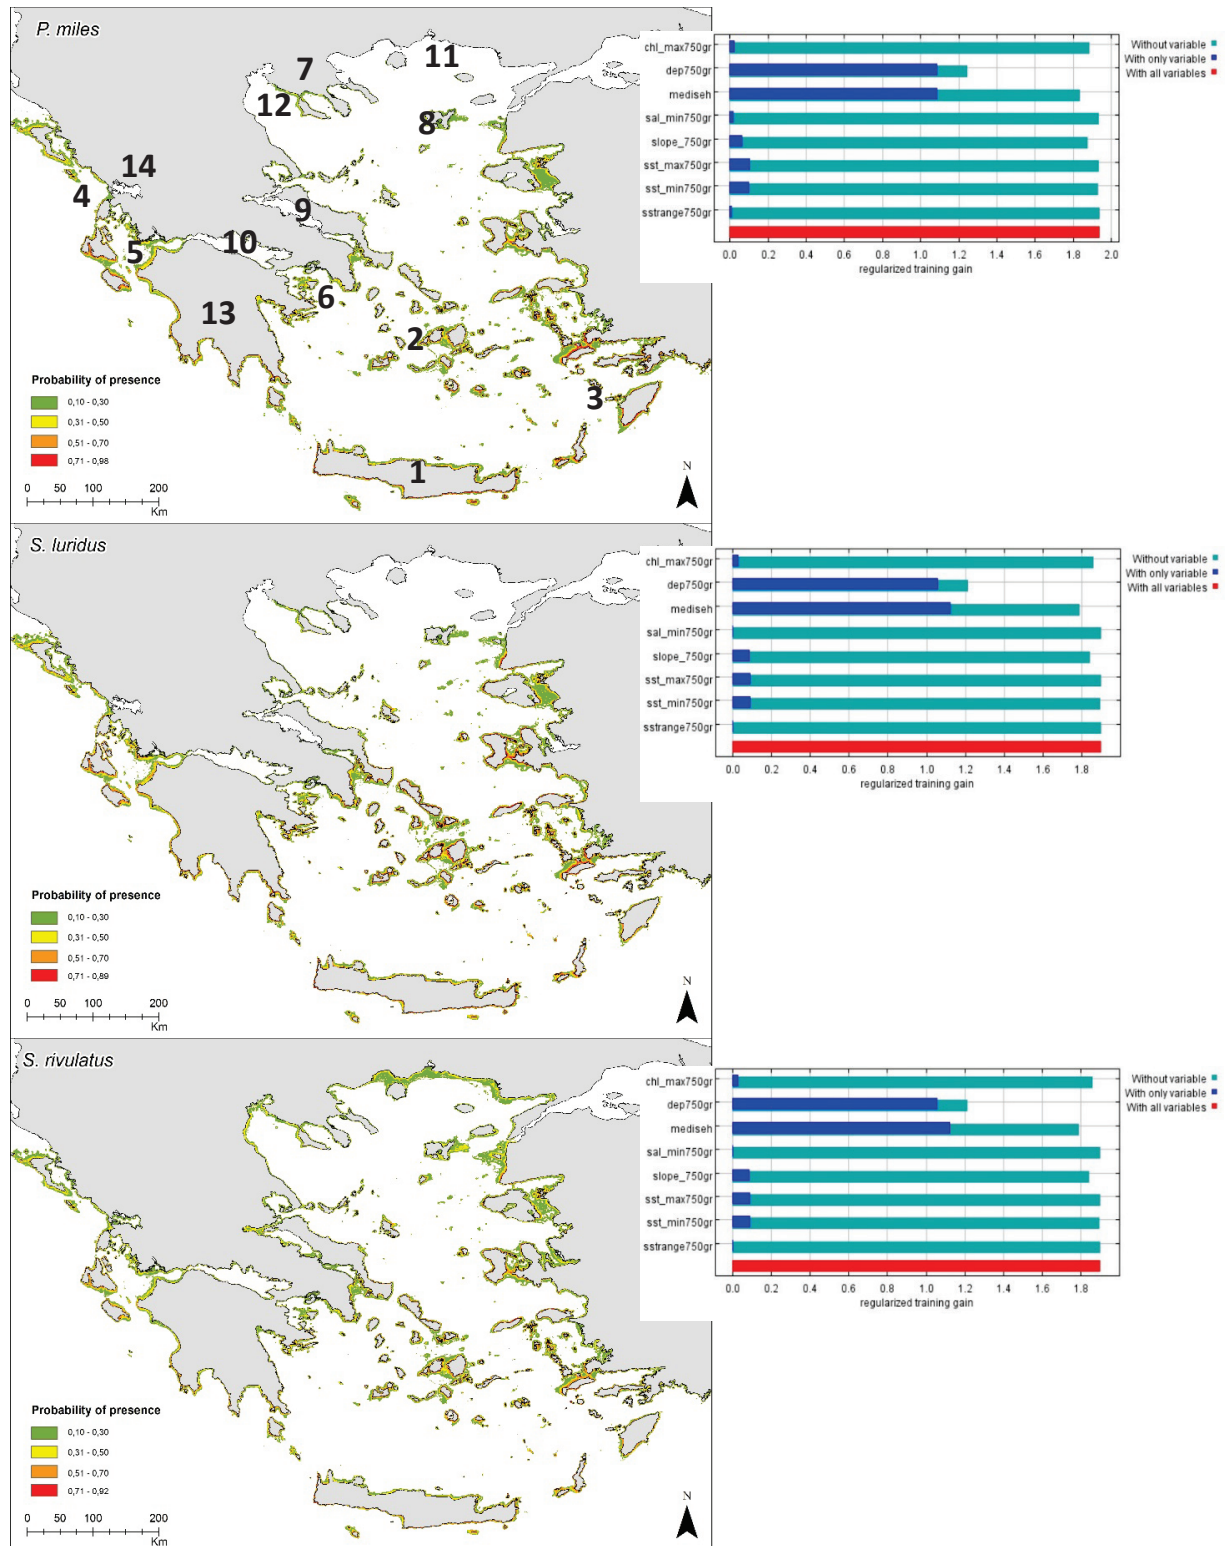 P. miles
11
7
12
8
14
4
9
5
10
6
13
2
3
1
Probability of presence
0,10 - 0,30
0,31 - 0,50
0,51 - 0,70
0,71 - 0,98
0 50 100 200
Km
N
chl_max750gr
dep750gr
mediseh
sal_min750gr
slope_750gr
sst_max750gr
sst_min750gr
sstrange750gr
0.0 0.2 0.4 0.6 0.8 1.0 1.2 1.4 1.6 1.8 2.0
regularized training gain
Without variable
With only variable
With all variables
S. luridus
Probability of presence
0,10 - 0,30
0,31 - 0,50
0,51 - 0,70
0,71 - 0,89
0 50 100 200
Km
N
chl_max750gr
dep750gr
mediseh
sal_min750gr
slope_750gr
sst_max750gr
sst_min750gr
sstrange750gr
0.0 0.2 0.4 0.6 0.8 1.0 1.2 1.4 1.6 1.8
regularized training gain
Without variable
With only variable
With all variables
S. rivulatus
Probability of presence
0,10 - 0,30
0,31 - 0,50
0,51 - 0,70
0,71 - 0,92
0 50 100 200
Km
N
chl_max750gr
dep750gr
mediseh
sal_min750gr
slope_750gr
sst_max750gr
sst_min750gr
sstrange750gr
0.0 0.2 0.4 0.6 0.8 1.0 1.2 1.4 1.6 1.8
regularized training gain
Without variable
With only variable
With all variables